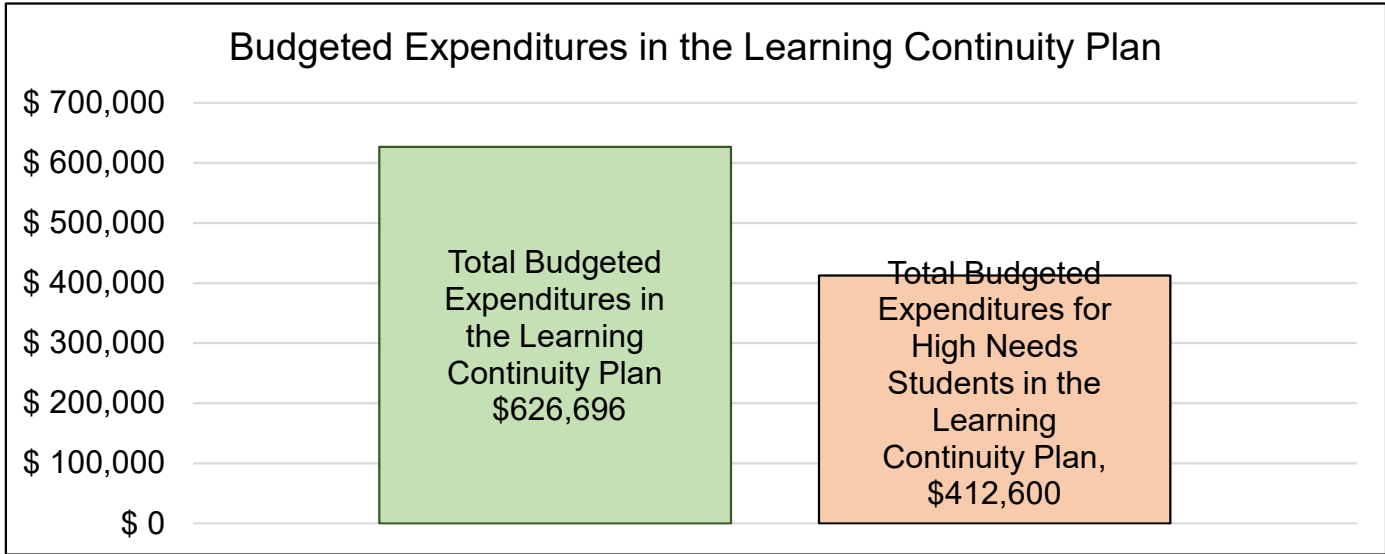 Budgeted Expenditures in the Learning Continuity Plan
$ 700,000
$ 600,000
$ 500,000
$ 400,000
$ 300,000
$ 200,000
$ 100,000
$ 0
Total Budgeted
Expenditures in
the Learning
Continuity Plan
$626,696
Total Budgeted
Expenditures for
High Needs
Students in the
Learning
Continuity Plan,
$412,600